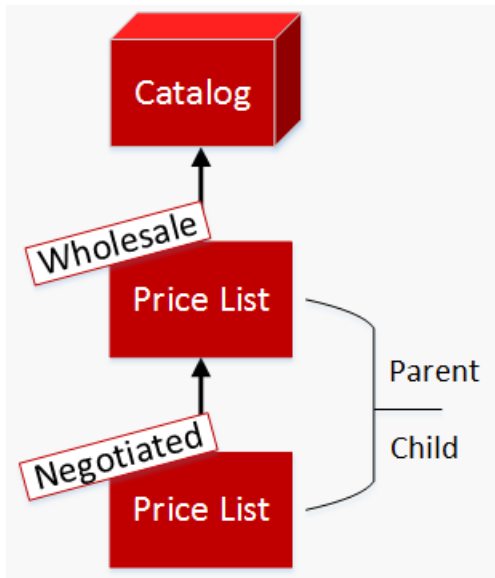 Catalog
Wholesale
Price List
Parent
Child
Negotiated
Price List